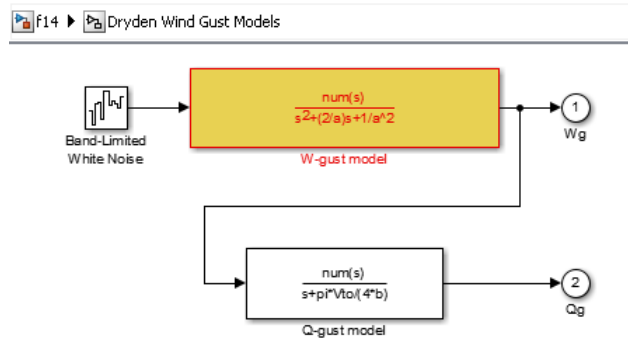 f14 ▶ Dryden Wind Gust Models
num(s)
s2+(2/a)s+1/a^2
W-gust model
Band-Limited
White Noise
1
Wg
num(s)
s+pi*Vto/(4*b)
Q-gust model
2
Qg